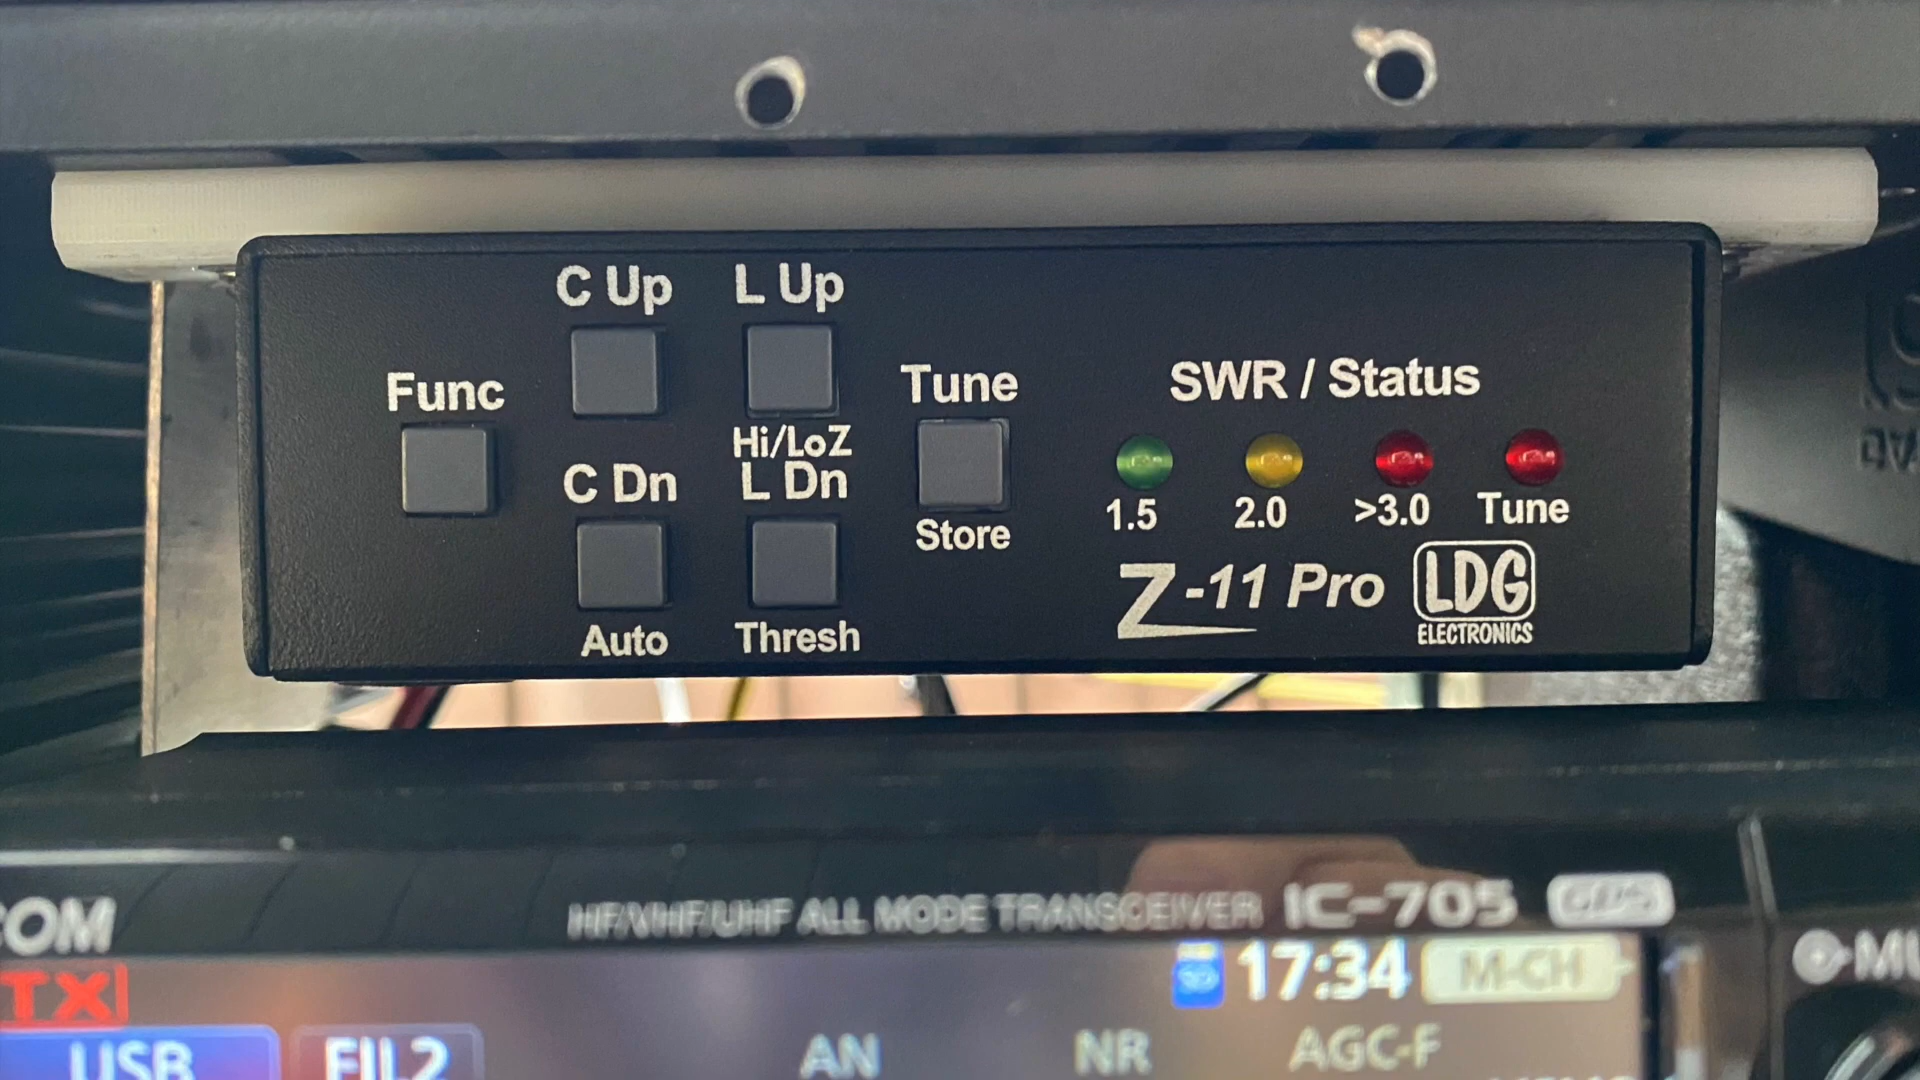 C Up
L Up
Func
Tune
SWR / Status
Hi/LoZ
C Dn
L Dn
1.5
2.0
>3.0
Tune
Store
Z-11 Pro
LDG
ELECTRONICS
Auto
Thresh
HF/VHF/UHF ALL MODE TRANSCEIVER IC-705 GPS
COM
17:34
M-CH
TX
USB
FIL2
AN
NR
AGC-F